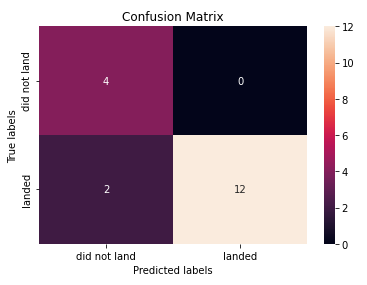 Confusion Matrix
True labels
did not land
landed
4
0
2
12
did not land
landed
Predicted labels
12
10
8
6
4
2
0